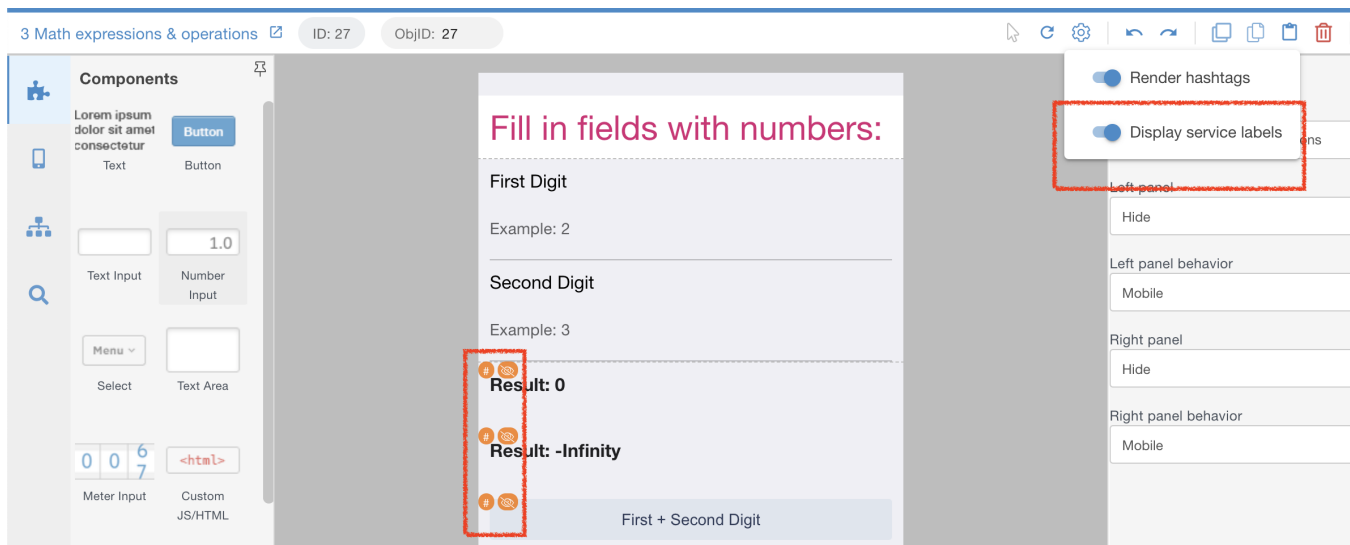 3 Math expressions & operations
ID: 27
ObjID: 27
Components
Lorem ipsum
dolor sit amet
consectetur
Text
Button
Button
Text Input
1.0
Number
Input
Menu
Select
Text Area
0 0 6
7
Meter Input
<html>
Custom
JS/HTML
Fill in fields with numbers:
First Digit
Example: 2
Second Digit
Example: 3
#
Result: 0
#
Result: -Infinity
#
First + Second Digit
Render hashtags
Display service labels
ons
Left panel
Hide
Left panel behavior
Mobile
Right panel
Hide
Right panel behavior
Mobile